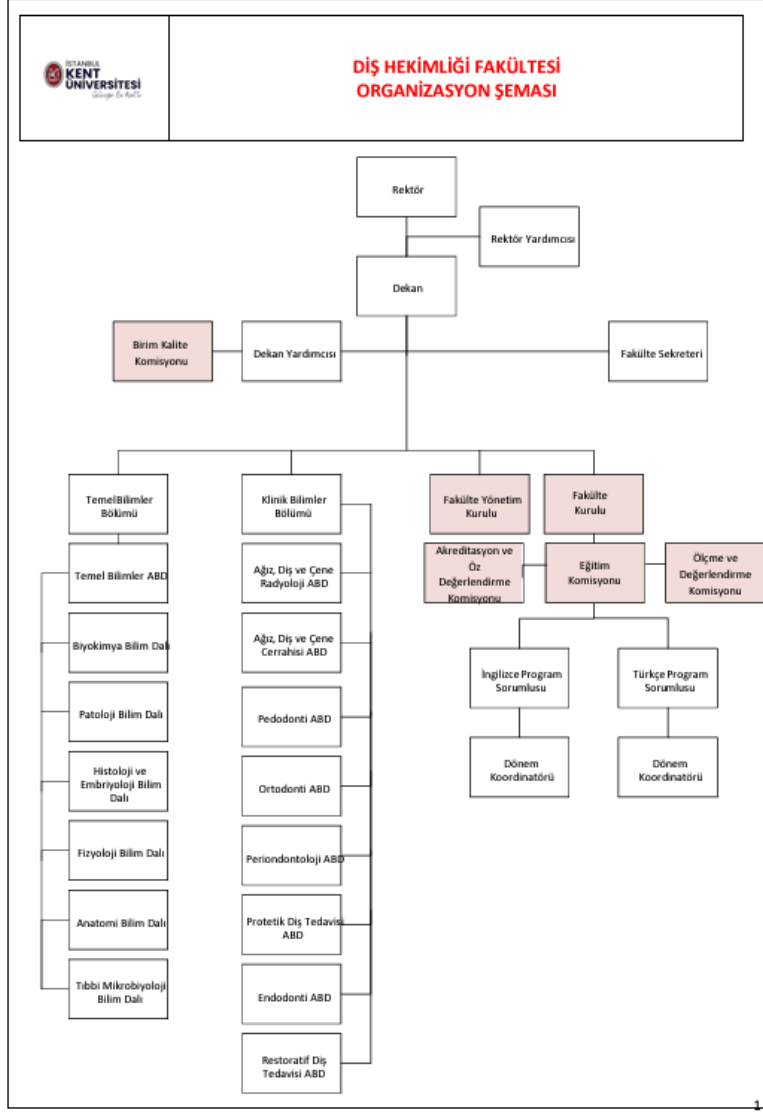 İSTANBUL
KENT
ÜNİVERSİTESİ
DİŞ HEKİMLİĞİ FAKÜLTESİ
ORGANİZASYON ŞEMASI
Rektör
Rektör Yardımcısı
Dekan
Birim Kalite
Komisyonu
Dekan Yardımcısı
Fakülte Sekreteri
TemelBilimler
Bölümü
Klinik Bilimler
Bölümü
Fakülte Yönetim
Kurulu
Fakülte
Kurulu
Temel Bilimler ABD
Ağız, Diş ve Çene
Radyoloji ABD
Akreditasyon ve
Öz
Değerlendirme
Komisyonu
Eğitim
Komisyonu
Ölçme ve
Değerlendirme
Komisyonu
Biyokimya Bilim Dalı
Ağız, Diş ve Çene
Cerrahisi ABD
İngilizce Program
Sorumlusu
Türkçe Program
Sorumlusu
Patoloji Bilim Dalı
Pedodonti ABD
Dönem
Koordinatörü
Dönem
Koordinatörü
Histoloji ve
Embriyoloji Bilim
Dalı
Ortodonti ABD
Fizyoloji Bilim Dalı
Periondontoloji ABD
Anatomi Bilim Dalı
Protetik Diş Tedavisi
ABD
Tıbbi Mikrobiyoloji
Bilim Dalı
Endodonti ABD
Restoratif Diş
Tedavisi ABD
1